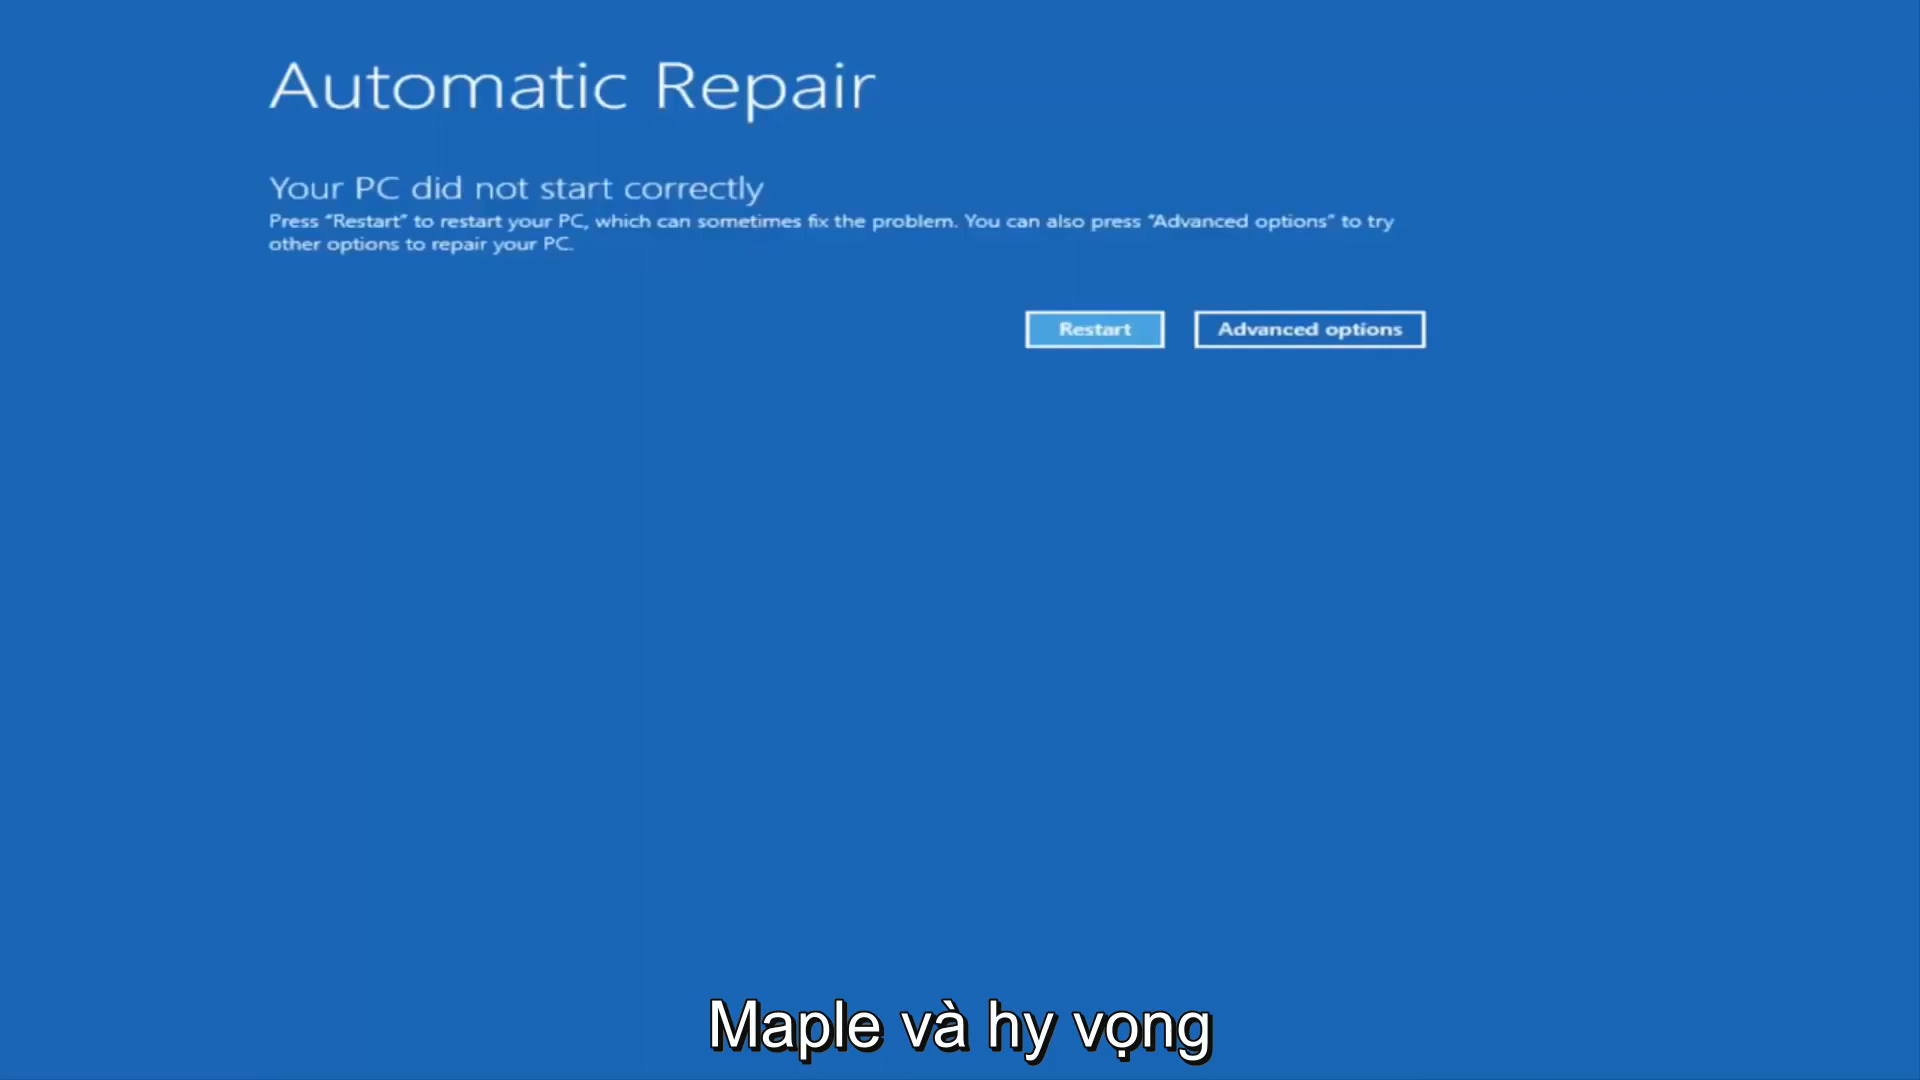 Automatic Repair
Your PC did not start correctly
Press “Restart” to restart your PC, which can sometimes fix the problem. You can also press “Advanced options” to try
other options to repair your PC.
Restart
Advanced options
Maple và hy vọng